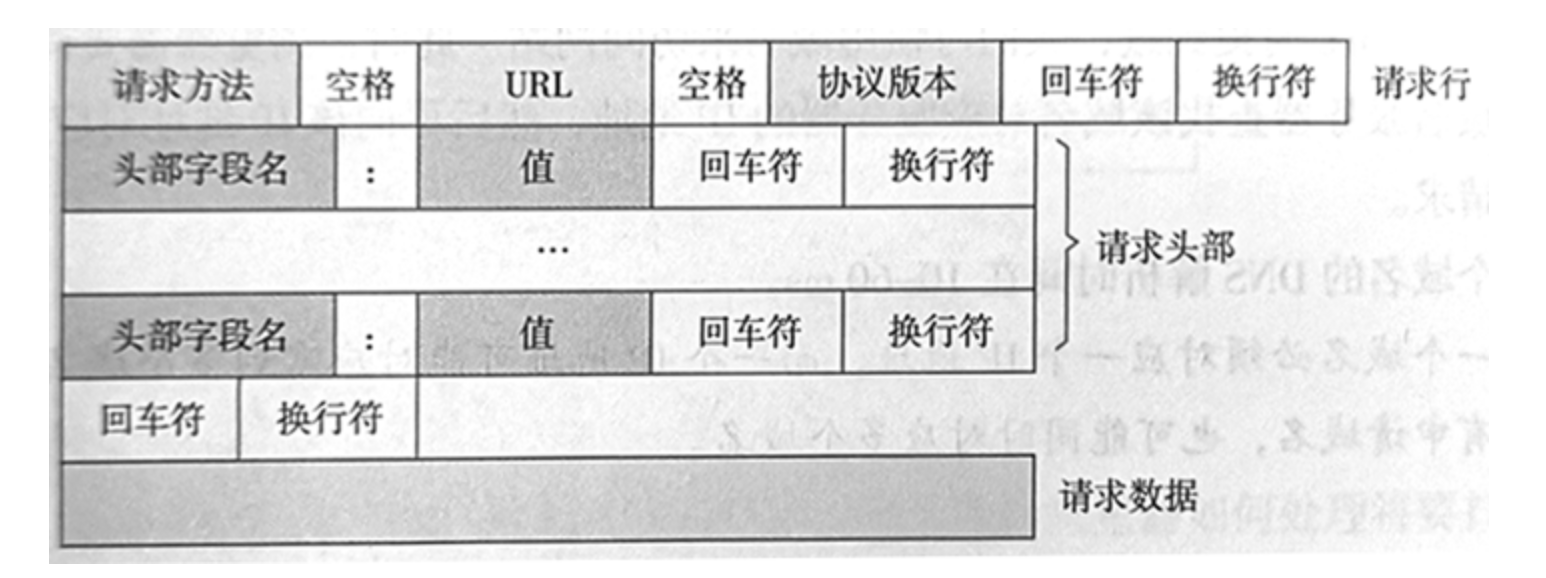 请求方法 空格 URL 空格 协议版本 回车符 换行符 请求行
头部字段名 : 值 回车符 换行符
… 请求头部
头部字段名 : 值 回车符 换行符
回车符 换行符
请求数据